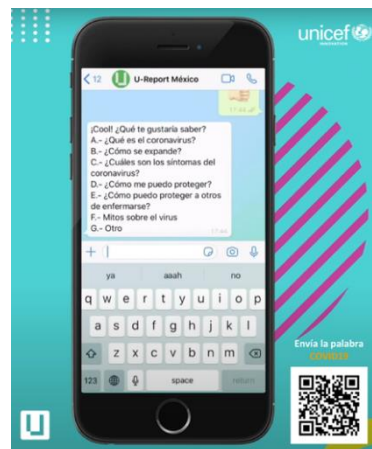 unicef
12 U-Report México
¡Cool! ¿Qué te gustaría saber?
A.- ¿Qué es el coronavirus?
B.- ¿Cómo se expande?
C.- ¿Cuáles son los síntomas del
coronavirus?
D.- ¿Cómo me puedo proteger?
E.- ¿Cómo puedo proteger a otros
de enfermarse?
F.- Mitos sobre el virus
G.- Otro
ya aaah no
q w e r t y u i o p
a s d f g h j k l
z x c v b n m
123 space return
Envía la palabra
COVID19
U